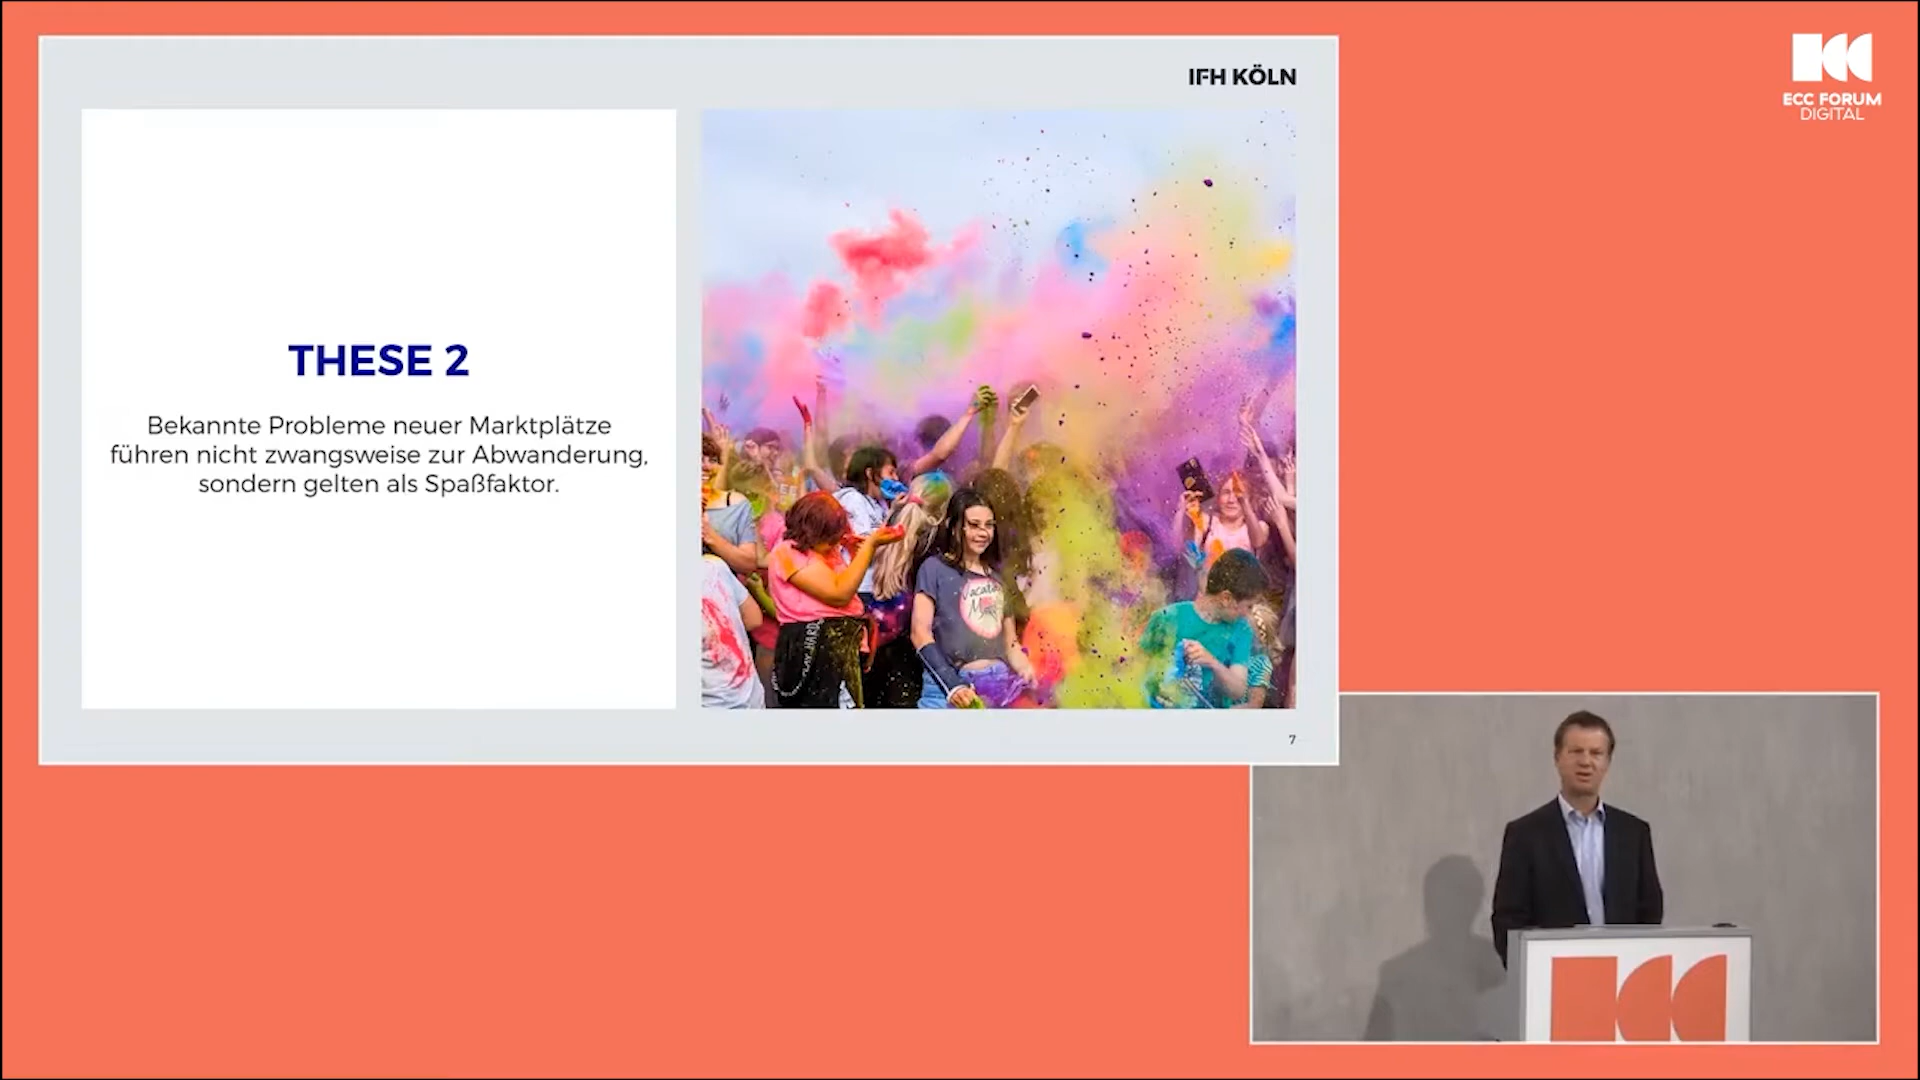 IFH KÖLN
ECC FORUM
DIGITAL
THESE 2
Bekannte Probleme neuer Marktplätze
führen nicht zwangsweise zur Abwanderung,
sondern gelten als Spaßfaktor.
7